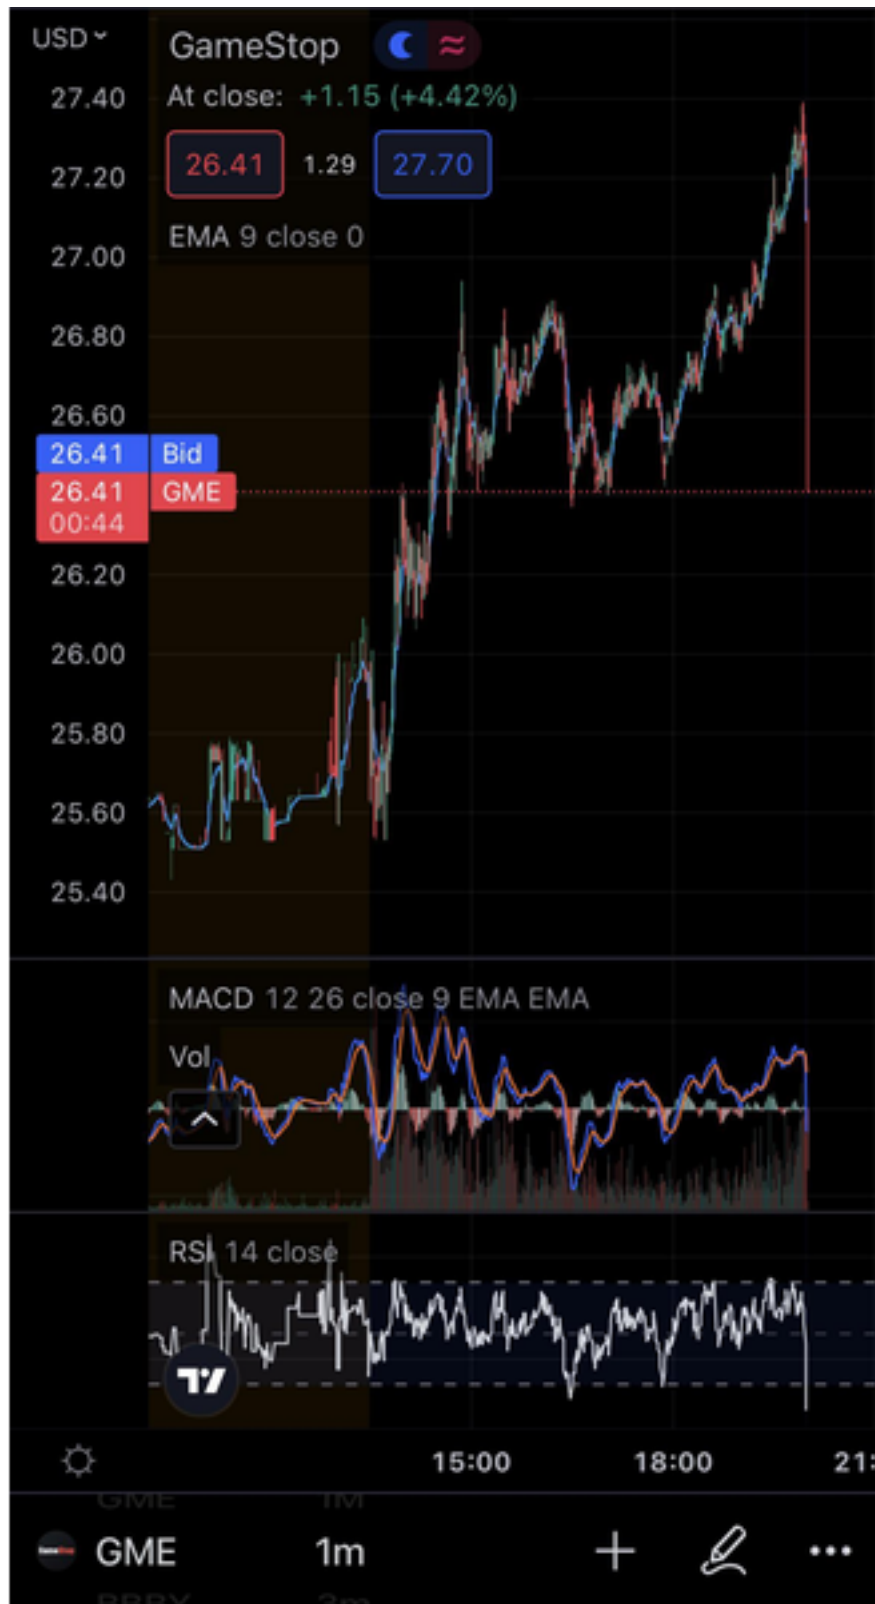 USD
GameStop
27.40
At close: +1.15 (+4.42%)
26.41 1.29 27.70
27.20
EMA 9 close 0
27.00
26.80
26.60
26.41 Bid
26.41 GME
00:44
26.20
26.00
25.80
25.60
25.40
MACD 12 26 close 9 EMA EMA
Vol
RSI 14 close
15:00 18:00 21:
GME 1M
GME 1m